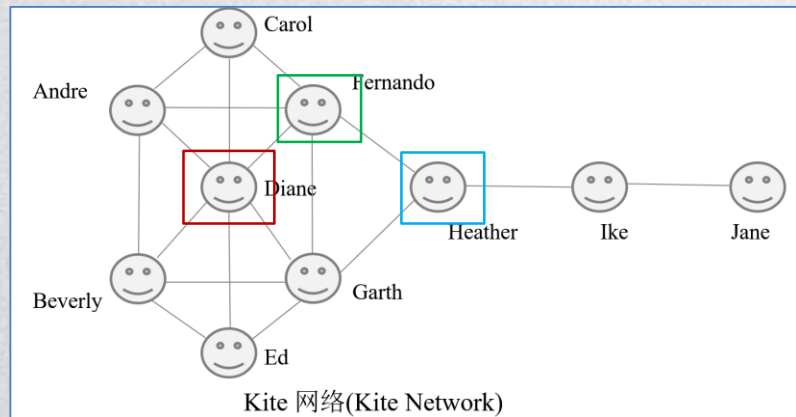 Carol
Andre
Fernando
Diane
Heather
Ike
Jane
Beverly
Garth
Ed
Kite 网络(Kite Network)